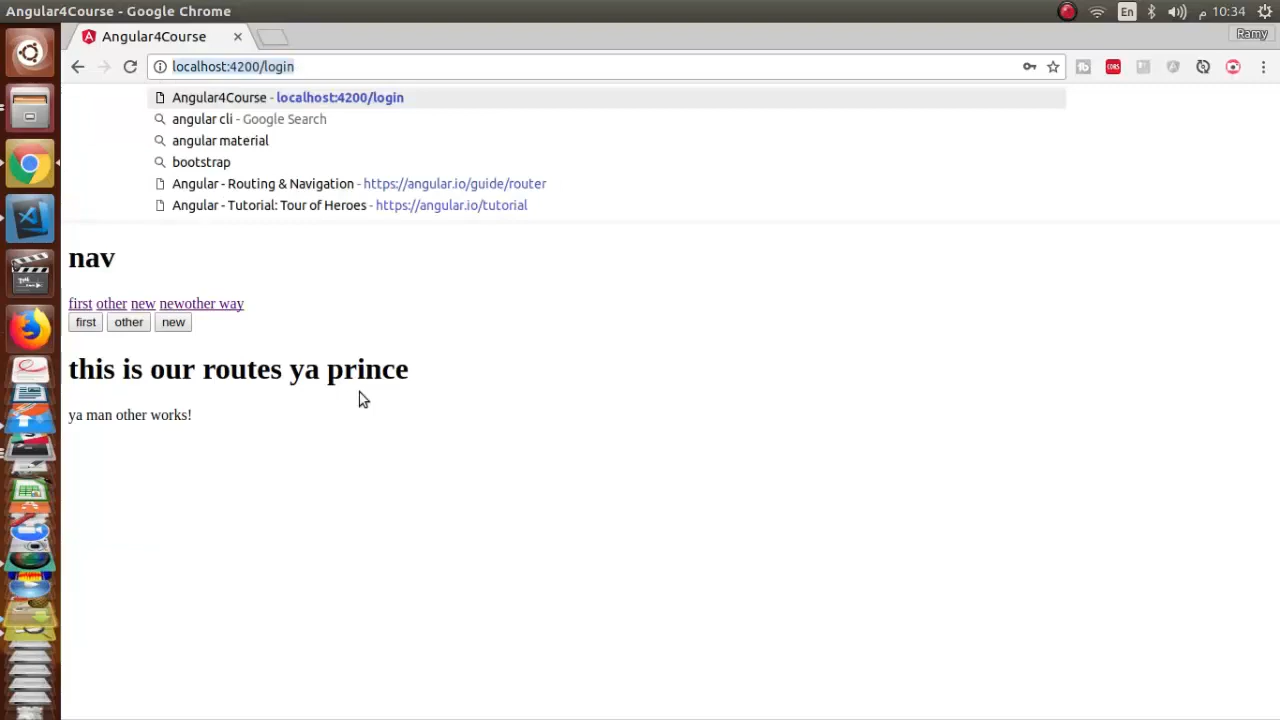 Angular4Course - Google Chrome
En
م 10:34
Angular4Course
Ramy
localhost:4200/login
CORS
Angular4Course - localhost:4200/login
angular cli - Google Search
angular material
bootstrap
Angular - Routing & Navigation - https://angular.io/guide/router
Angular - Tutorial: Tour of Heroes - https://angular.io/tutorial
nav
first other new newother way
first other new
this is our routes ya prince
ya man other works!